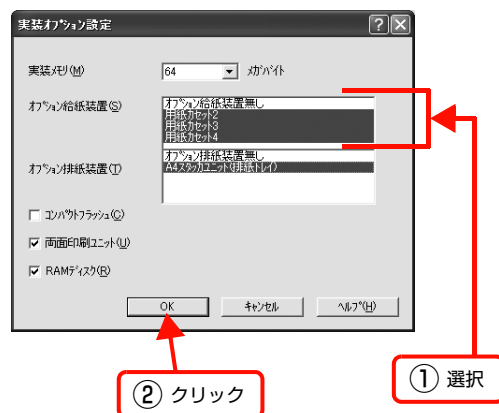 実装オプション設定
実装メモリ(M) 64 メガバイト
オプション給紙装置(S) オプション給紙装置無し
用紙カセット2
用紙カセット3
用紙カセット4
オプション排紙装置(T) オプション排紙装置無し
A4スタッカユニット(排紙トレイ)
コンパクトフラッシュ(C)
両面印刷ユニット(U)
RAMディスク(R)
OK キャンセル ヘルプ(H)
① 選択
② クリック